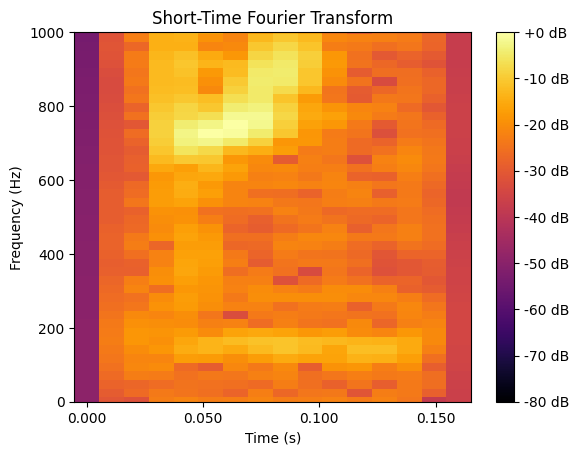 Short-Time Fourier Transform
Frequency (Hz)
1000
800
600
400
200
0
0.000
0.050
0.100
0.150
Time (s)
+0 dB
-10 dB
-20 dB
-30 dB
-40 dB
-50 dB
-60 dB
-70 dB
-80 dB